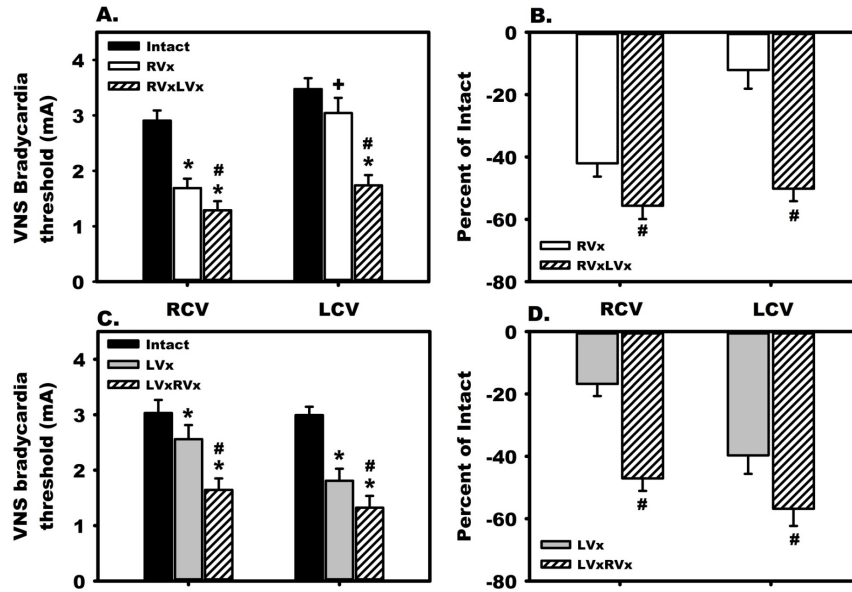 A.
VNS Bradycardia
threshold (mA)
4
3
2
1
0
Intact
RVx
RVxLVx
*
#
*
+
#
*
RCV
LCV
B.
Percent of Intact
0
-20
-40
-60
-80
#
#
RVx
RVxLVx
C.
VNS bradycardia
threshold (mA)
4
3
2
1
0
Intact
LVx
LVxRVx
*
#
*
*
#
*
D.
RCV
LCV
Percent of Intact
0
-20
-40
-60
-80
#
#
LVx
LVxRVx